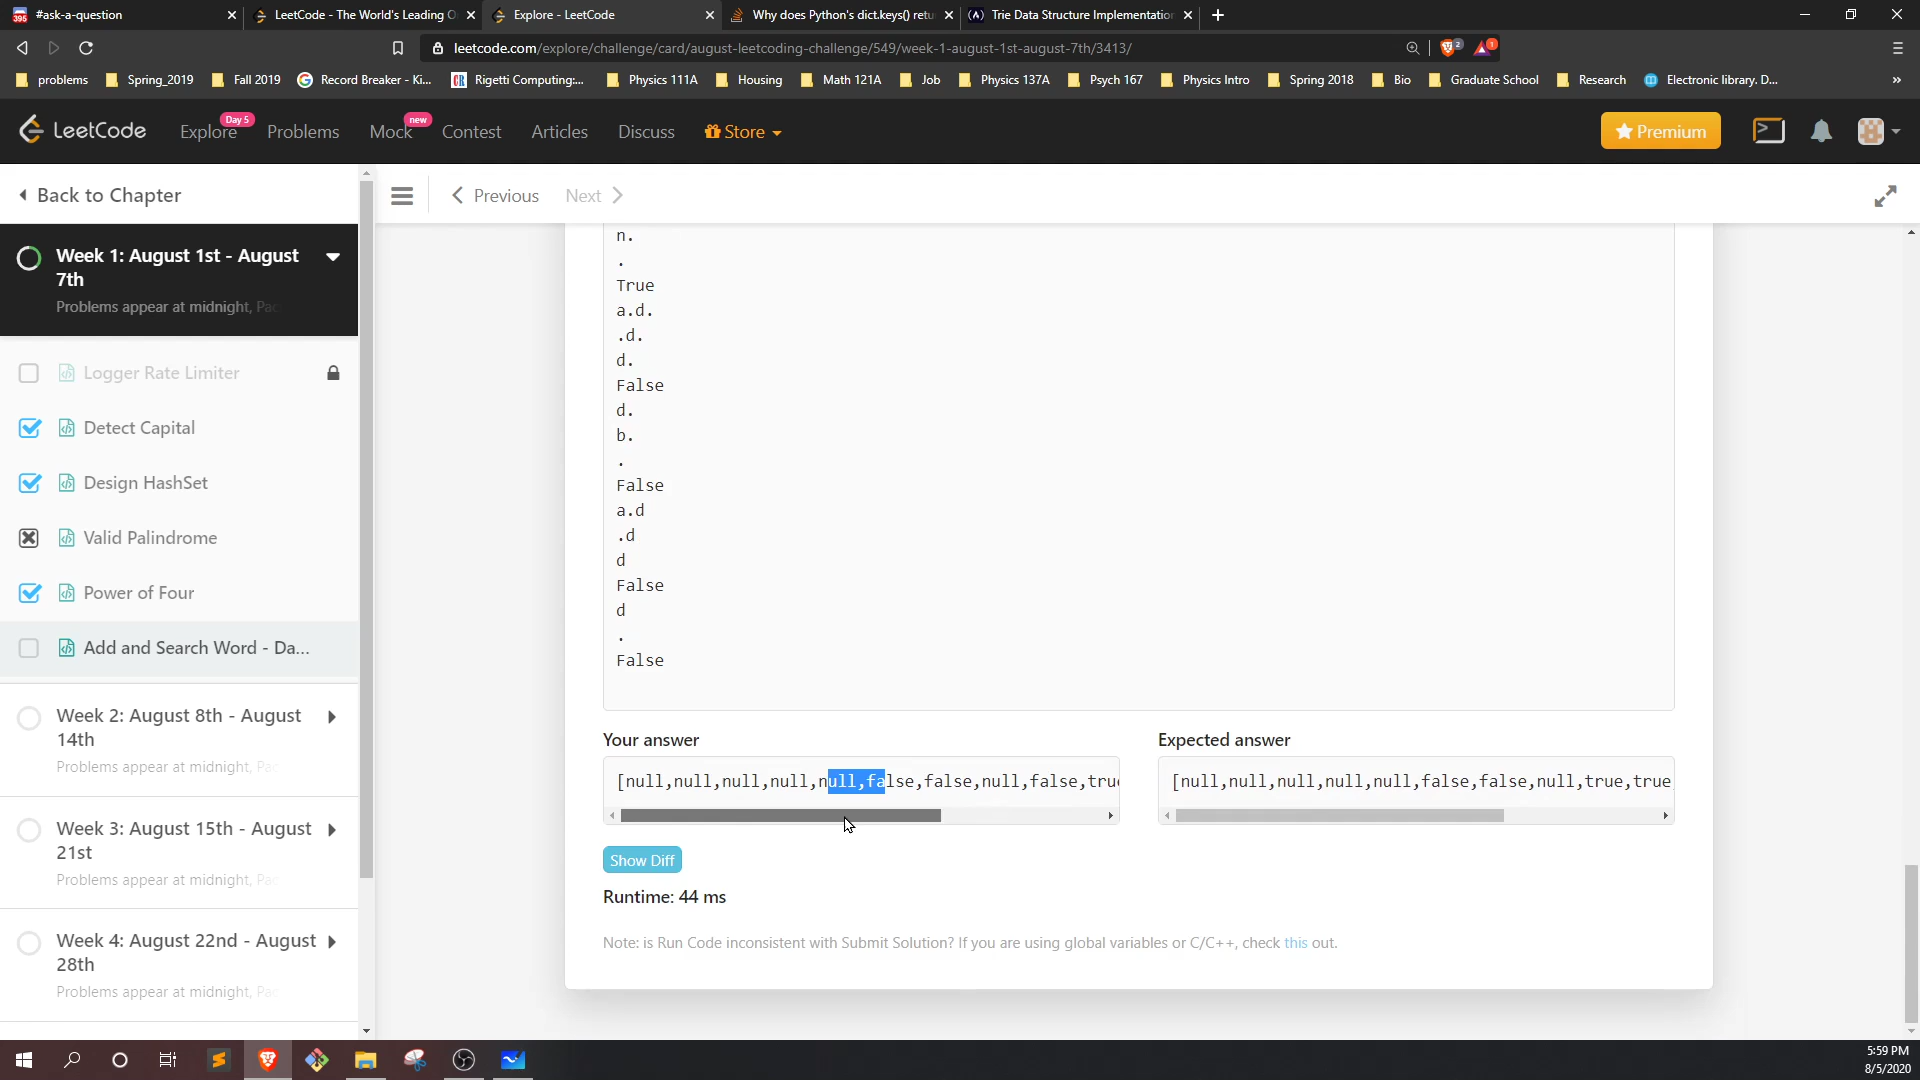 #ask-a-question
LeetCode - The World's Leading O
Explore - LeetCode
Why does Python's dict.keys() retu
Trie Data Structure Implementation
leetcode.com/explore/challenge/card/august-leetcoding-challenge/549/week-1-august-1st-august-7th/3413/
2
1
problems
Spring_2019
Fall 2019
Record Breaker - Ki...
Rigetti Computing:...
Physics 111A
Housing
Math 121A
Job
Physics 137A
Psych 167
Physics Intro
Spring 2018
Bio
Graduate School
Research
Electronic library. D...
»
LeetCode
Explore
Day 5
Problems
Mock
new
Contest
Articles
Discuss
Store
Premium
Back to Chapter
Previous
Next
Week 1: August 1st - August
7th
Problems appear at midnight, Pac
Logger Rate Limiter
Detect Capital
Design HashSet
Valid Palindrome
Power of Four
Add and Search Word - Da...
Week 2: August 8th - August
14th
Problems appear at midnight, Pac
Week 3: August 15th - August
21st
Problems appear at midnight, Pac
Week 4: August 22nd - August
28th
Problems appear at midnight, Pac
n.
.
True
a.d.
.d.
d.
False
d.
b.
.
False
a.d
.d
d
False
d
.
False
Your answer
[null,null,null,null,null,false,false,null,false,true
Expected answer
[null,null,null,null,null,false,false,null,true,true
Show Diff
Runtime: 44 ms
Note: is Run Code inconsistent with Submit Solution? If you are using global variables or C/C++, check this out.
5:59 PM
8/5/2020